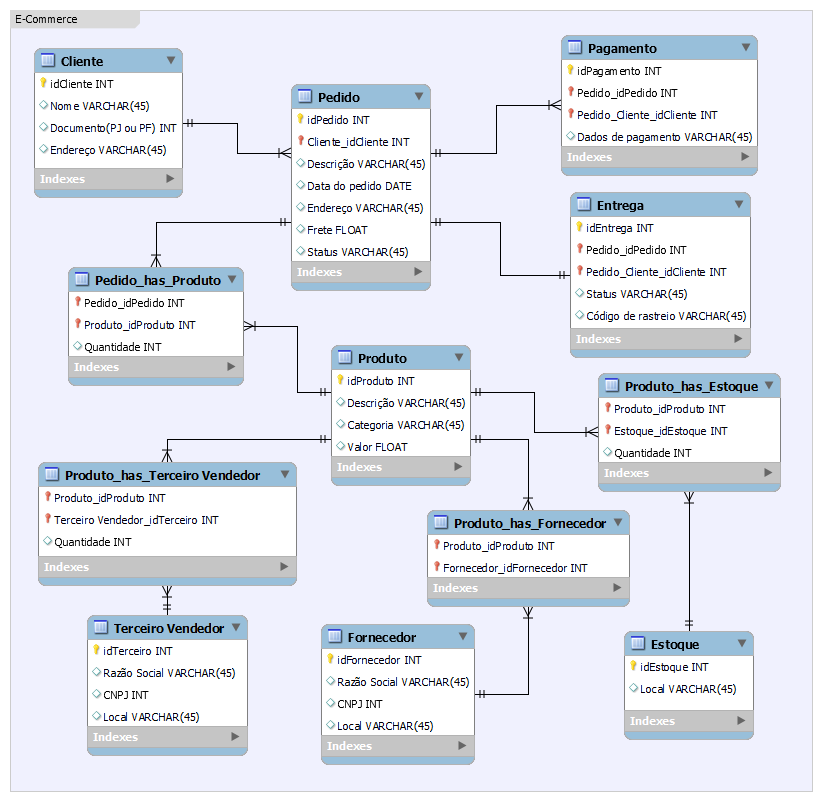 E-Commerce
Cliente
idCliente INT
Nome VARCHAR(45)
Documento(PJ ou PF) INT
Endereço VARCHAR(45)
Indexes
Pedido
idPedido INT
Cliente_idCliente INT
Descrição VARCHAR(45)
Data do pedido DATE
Endereço VARCHAR(45)
Frete FLOAT
Status VARCHAR(45)
Indexes
Pagamento
idPagamento INT
Pedido_idPedido INT
Pedido_Cliente_idCliente INT
Dados de pagamento VARCHAR(45)
Indexes
Entrega
idEntrega INT
Pedido_idPedido INT
Pedido_Cliente_idCliente INT
Status VARCHAR(45)
Código de rastreio VARCHAR(45)
Indexes
Pedido_has_Produto
Pedido_idPedido INT
Produto_idProduto INT
Quantidade INT
Indexes
Produto
idProduto INT
Descrição VARCHAR(45)
Categoria VARCHAR(45)
Valor FLOAT
Indexes
Produto_has_Estoque
Produto_idProduto INT
Estoque_idEstoque INT
Quantidade INT
Indexes
Produto_has_Terceiro Vendedor
Produto_idProduto INT
Terceiro Vendedor_idTerceiro INT
Quantidade INT
Indexes
Produto_has_Fornecedor
Produto_idProduto INT
Fornecedor_idFornecedor INT
Indexes
Terceiro Vendedor
idTerceiro INT
Razão Social VARCHAR(45)
CNPJ INT
Local VARCHAR(45)
Indexes
Fornecedor
idFornecedor INT
Razão Social VARCHAR(45)
CNPJ INT
Local VARCHAR(45)
Indexes
Estoque
idEstoque INT
Local VARCHAR(45)
Indexes